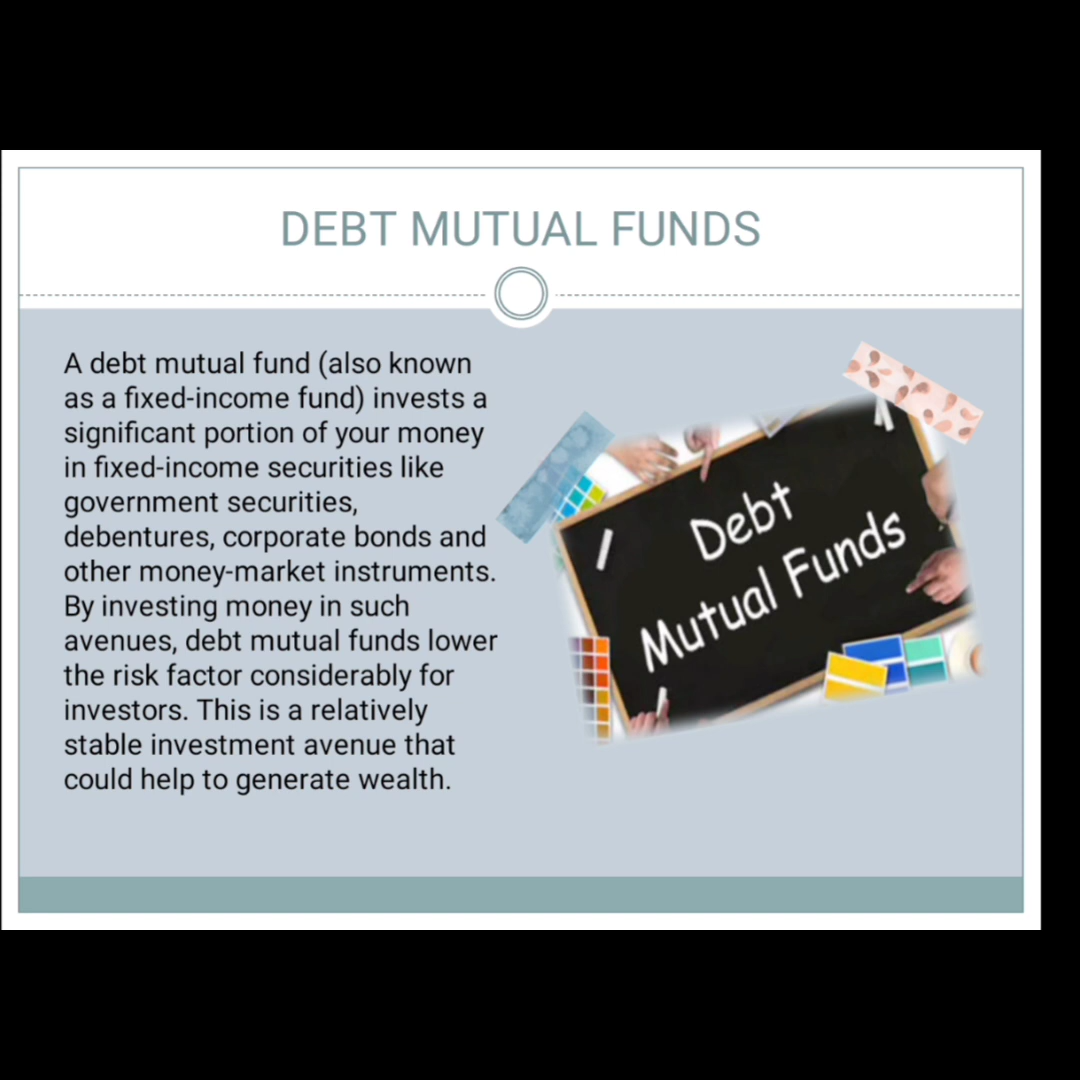 DEBT MUTUAL FUNDS
A debt mutual fund (also known
as a fixed-income fund) invests a
significant portion of your money
in fixed-income securities like
government securities,
debentures, corporate bonds and
other money-market instruments.
By investing money in such
avenues, debt mutual funds lower
the risk factor considerably for
investors. This is a relatively
stable investment avenue that
could help to generate wealth.
Debt
Mutual Funds